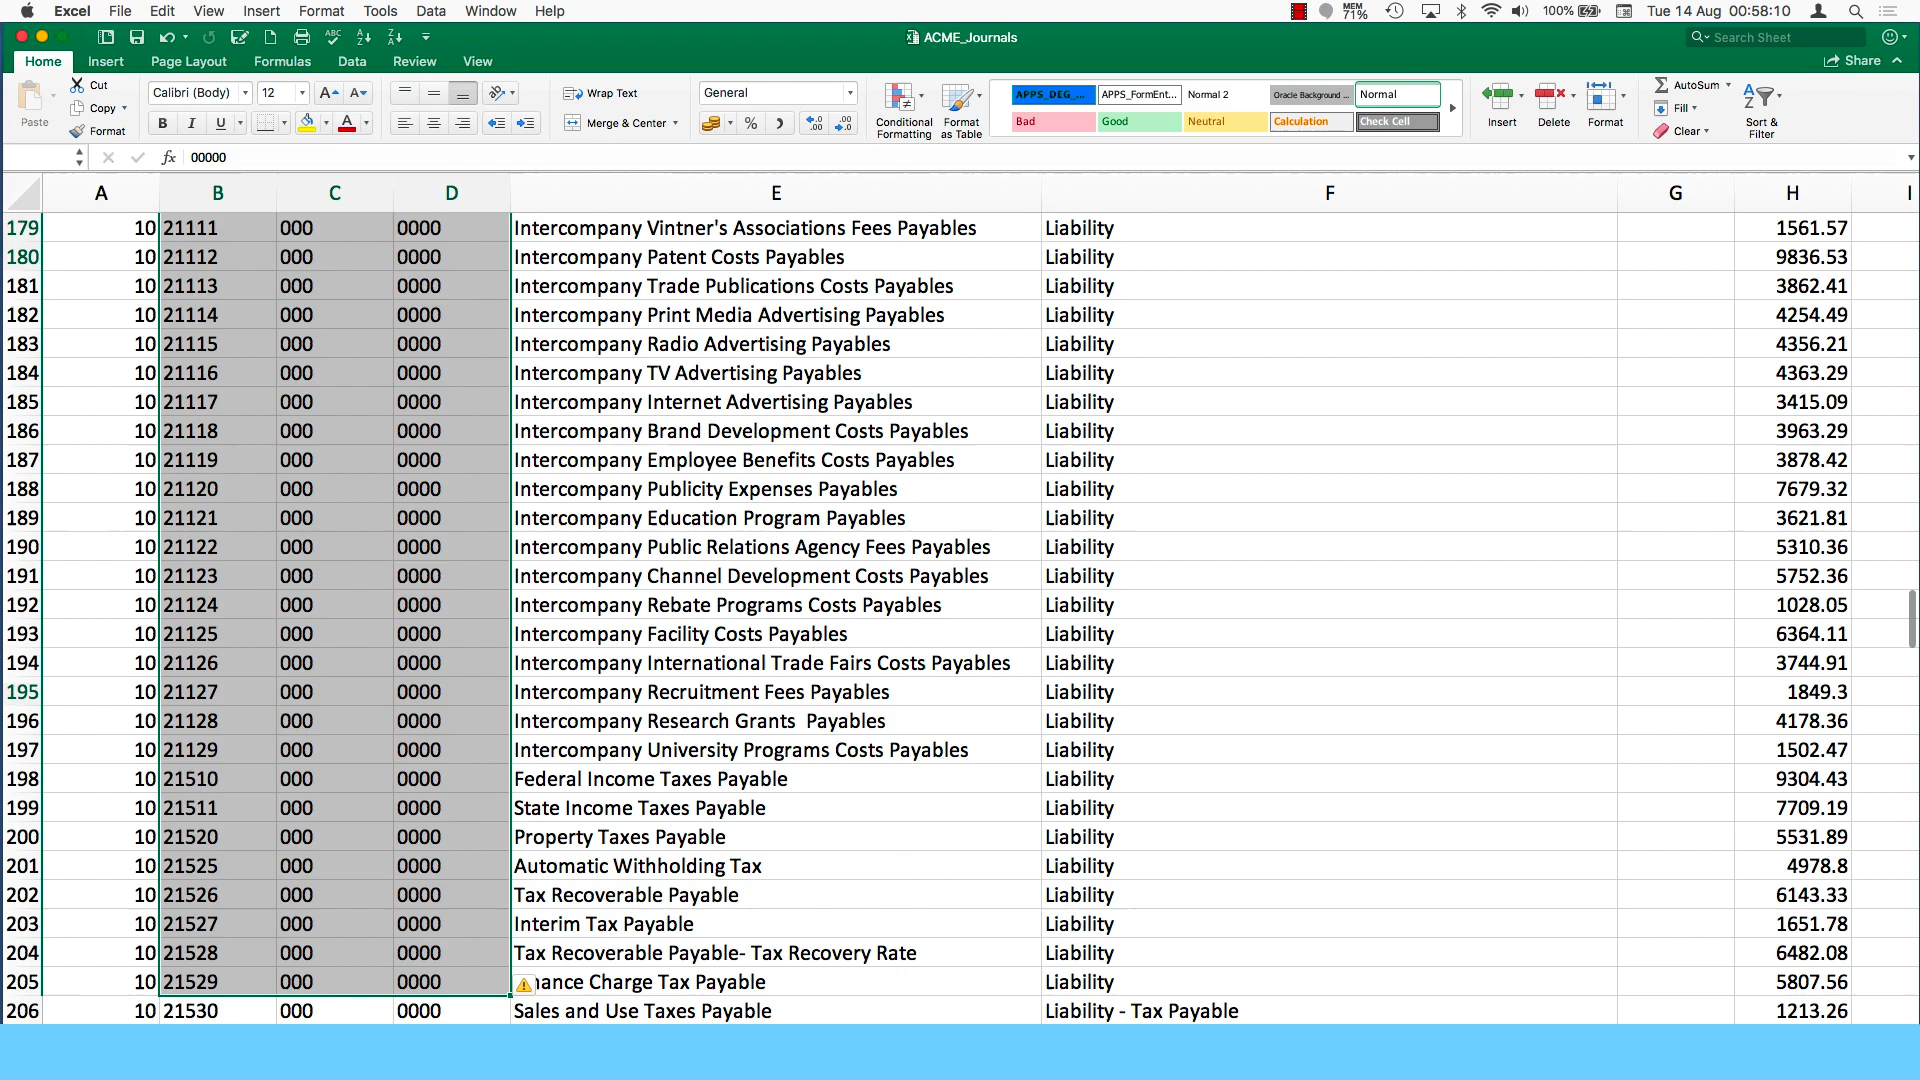 Excel File Edit View Insert Format Tools Data Window Help MEM 71% 100% Tue 14 Aug 00:58:10
ABC A Z Z A ACME_Journals Search Sheet
Home Insert Page Layout Formulas Data Review View Share
Paste Cut Copy Format
Calibri (Body) 12 A A
B I U A
Wrap Text
Merge & Center
General
%
Conditional Formatting
Format as Table
APPS_DEG_... APPS_FormEnt... Normal 2 Oracle Background ... Normal
Bad Good Neutral Calculation Check Cell
Insert Delete Format
AutoSum
Fill
Clear
Sort & Filter
fx 00000
A B C D E F G H I
179 10 21111 000 0000 Intercompany Vintner's Associations Fees Payables Liability 1561.57
180 10 21112 000 0000 Intercompany Patent Costs Payables Liability 9836.53
181 10 21113 000 0000 Intercompany Trade Publications Costs Payables Liability 3862.41
182 10 21114 000 0000 Intercompany Print Media Advertising Payables Liability 4254.49
183 10 21115 000 0000 Intercompany Radio Advertising Payables Liability 4356.21
184 10 21116 000 0000 Intercompany TV Advertising Payables Liability 4363.29
185 10 21117 000 0000 Intercompany Internet Advertising Payables Liability 3415.09
186 10 21118 000 0000 Intercompany Brand Development Costs Payables Liability 3963.29
187 10 21119 000 0000 Intercompany Employee Benefits Costs Payables Liability 3878.42
188 10 21120 000 0000 Intercompany Publicity Expenses Payables Liability 7679.32
189 10 21121 000 0000 Intercompany Education Program Payables Liability 3621.81
190 10 21122 000 0000 Intercompany Public Relations Agency Fees Payables Liability 5310.36
191 10 21123 000 0000 Intercompany Channel Development Costs Payables Liability 5752.36
192 10 21124 000 0000 Intercompany Rebate Programs Costs Payables Liability 1028.05
193 10 21125 000 0000 Intercompany Facility Costs Payables Liability 6364.11
194 10 21126 000 0000 Intercompany International Trade Fairs Costs Payables Liability 3744.91
195 10 21127 000 0000 Intercompany Recruitment Fees Payables Liability 1849.3
196 10 21128 000 0000 Intercompany Research Grants  Payables Liability 4178.36
197 10 21129 000 0000 Intercompany University Programs Costs Payables Liability 1502.47
198 10 21510 000 0000 Federal Income Taxes Payable Liability 9304.43
199 10 21511 000 0000 State Income Taxes Payable Liability 7709.19
200 10 21520 000 0000 Property Taxes Payable Liability 5531.89
201 10 21525 000 0000 Automatic Withholding Tax Liability 4978.8
202 10 21526 000 0000 Tax Recoverable Payable Liability 6143.33
203 10 21527 000 0000 Interim Tax Payable Liability 1651.78
204 10 21528 000 0000 Tax Recoverable Payable- Tax Recovery Rate Liability 6482.08
205 10 21529 000 0000 nance Charge Tax Payable Liability 5807.56
206 10 21530 000 0000 Sales and Use Taxes Payable Liability - Tax Payable 1213.26